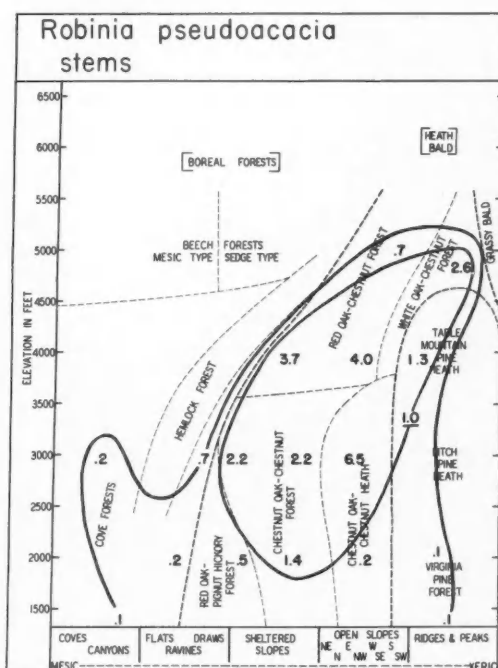 Robinia pseudoacacia
stems
6500
6000
5500
5000
4500
4000
3500
3000
2500
2000
1500
ELEVATION IN FEET
[BOREAL FORESTS]
[HEATH
BALD]
GRASSY BALD
BEECH FORESTS
MESIC TYPE SEDGE TYPE
RED OAK-CHESTNUT FOREST
WHITE OAK-CHESTNUT
FOREST
.7
2.6
HEMLOCK FOREST
3.7
4.0
1.3
TABLE
MOUNTAIN
PINE
HEATH
1.0
COVE FORESTS
.2
.7
2.2
2.2
6.5
CHESTNUT OAK-CHESTNUT
FOREST
CHESTNUT OAK-
CHESTNUT HEATH
PITCH
PINE
HEATH
.2
.5
1.4
.2
.1
RED OAK-
PIGNUT HICKORY
FOREST
VIRGINIA
PINE
FOREST
.1
.1
COVES
CANYONS
FLATS DRAWS
RAVINES
SHELTERED
SLOPES
OPEN SLOPES
NE E W S
N NW SE SW
RIDGES & PEAKS
MESIC
XERIC